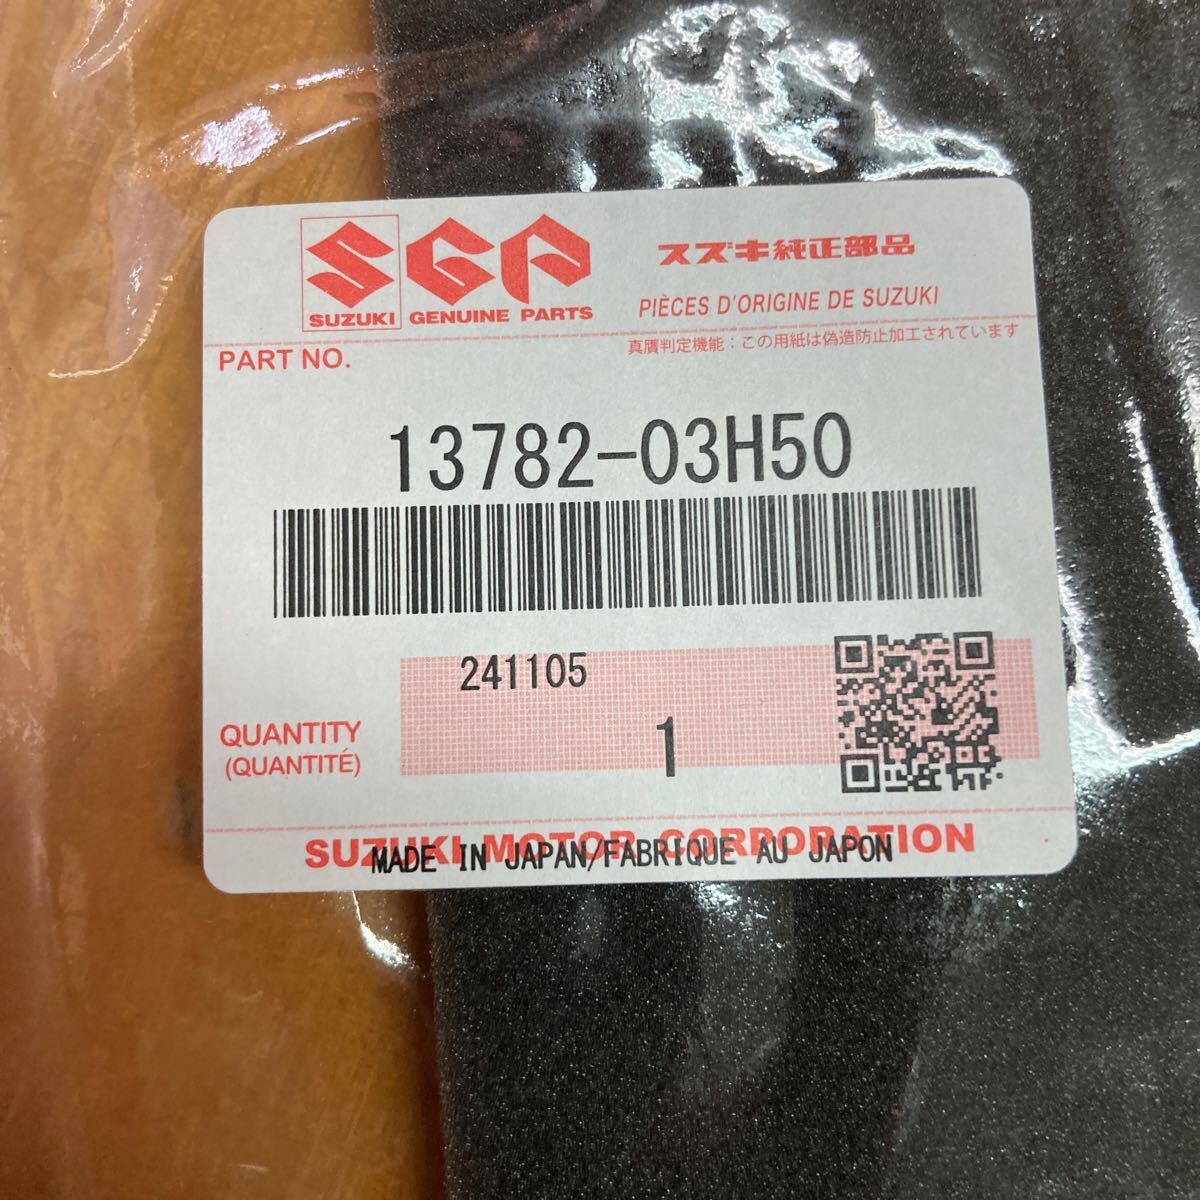 SGP
SUZUKI GENUINE PARTS
スズキ純正部品
PIÈCES D'ORIGINE DE SUZUKI
真贋判定機能：この用紙は偽造防止加工されています
PART NO.
13782-03H50
241105
QUANTITY
(QUANTITÉ)
1
SUZUKI MOTOR CORPORATION
MADE IN JAPAN/FABRIQUE AU JAPON